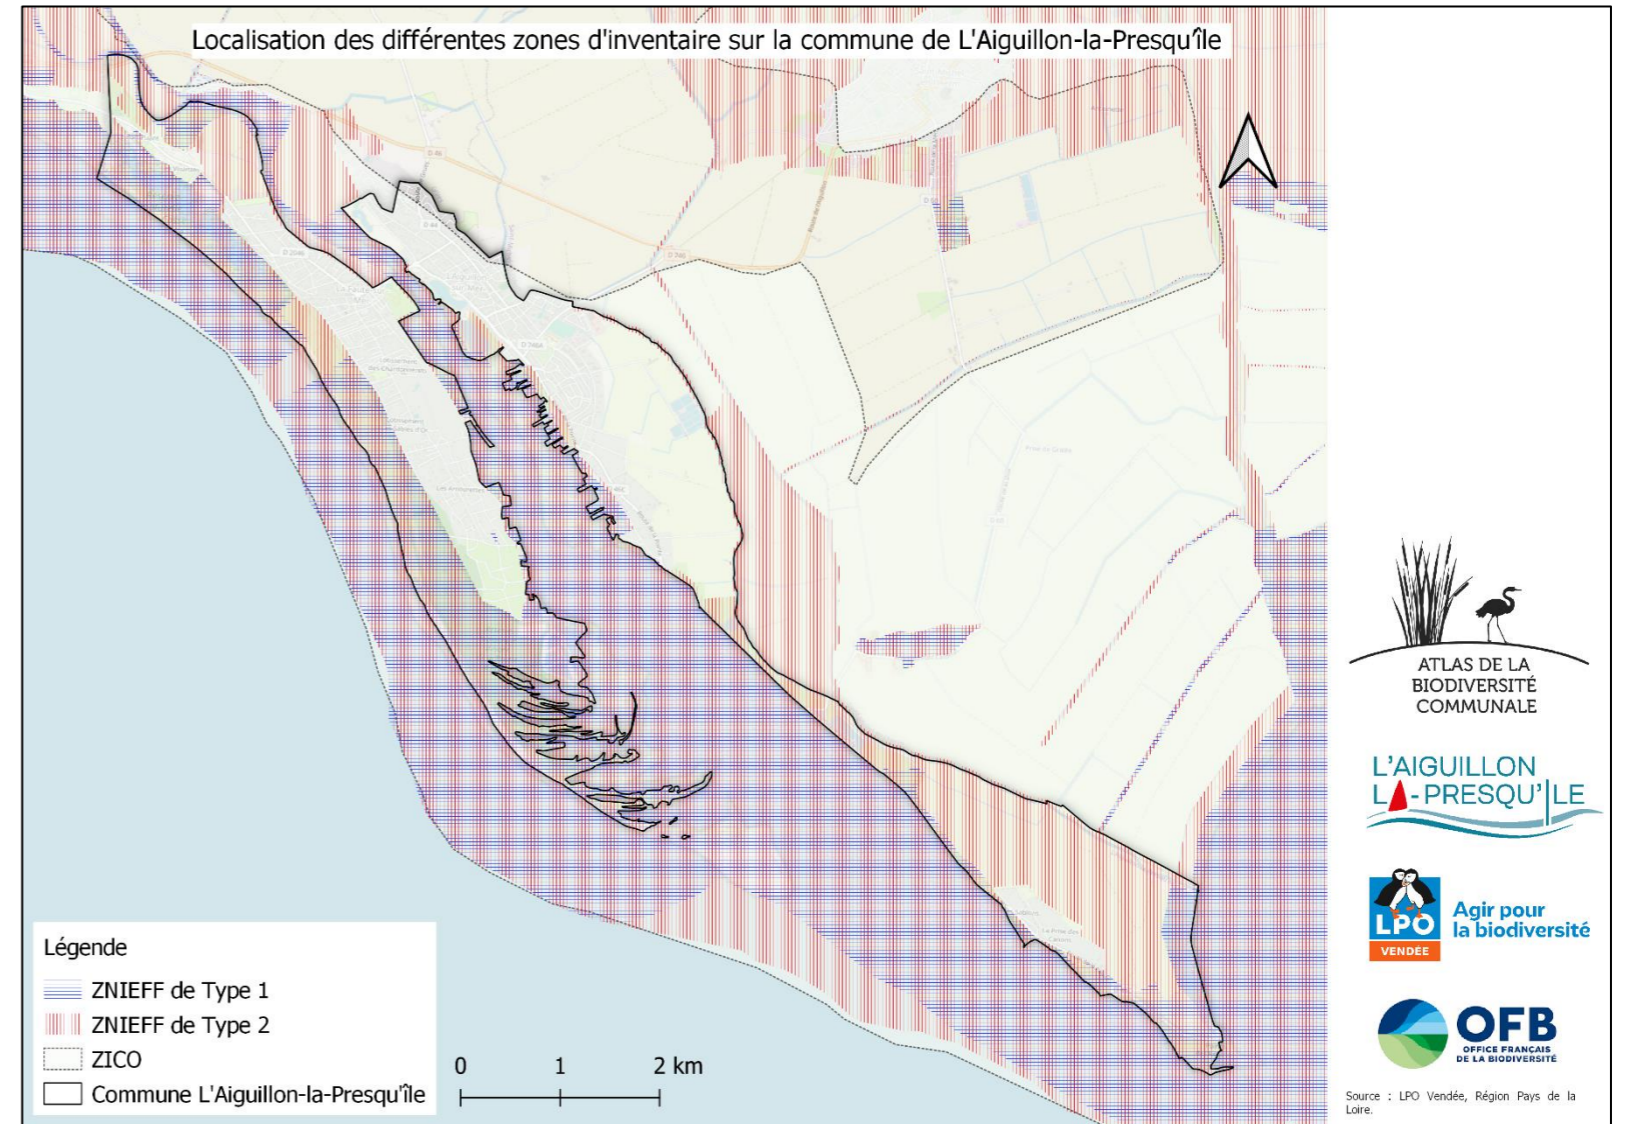 Localisation des différentes zones d'inventaire sur la commune de L'Aiguillon-la-Presqu'île
D 2046
D 46
Légende
ZNIEFF de Type 1
ZNIEFF de Type 2
ZICO
Commune L'Aiguillon-la-Presqu'île
0 1 2 km
ATLAS DE LA
BIODIVERSITÉ
COMMUNALE
L'AIGUILLON
LA-PRESQU'ILE
LPO
VENDÉE
Agir pour
la biodiversité
OFB
OFFICE FRANÇAIS
DE LA BIODIVERSITÉ
Source : LPO Vendée, Région Pays de la
Loire.